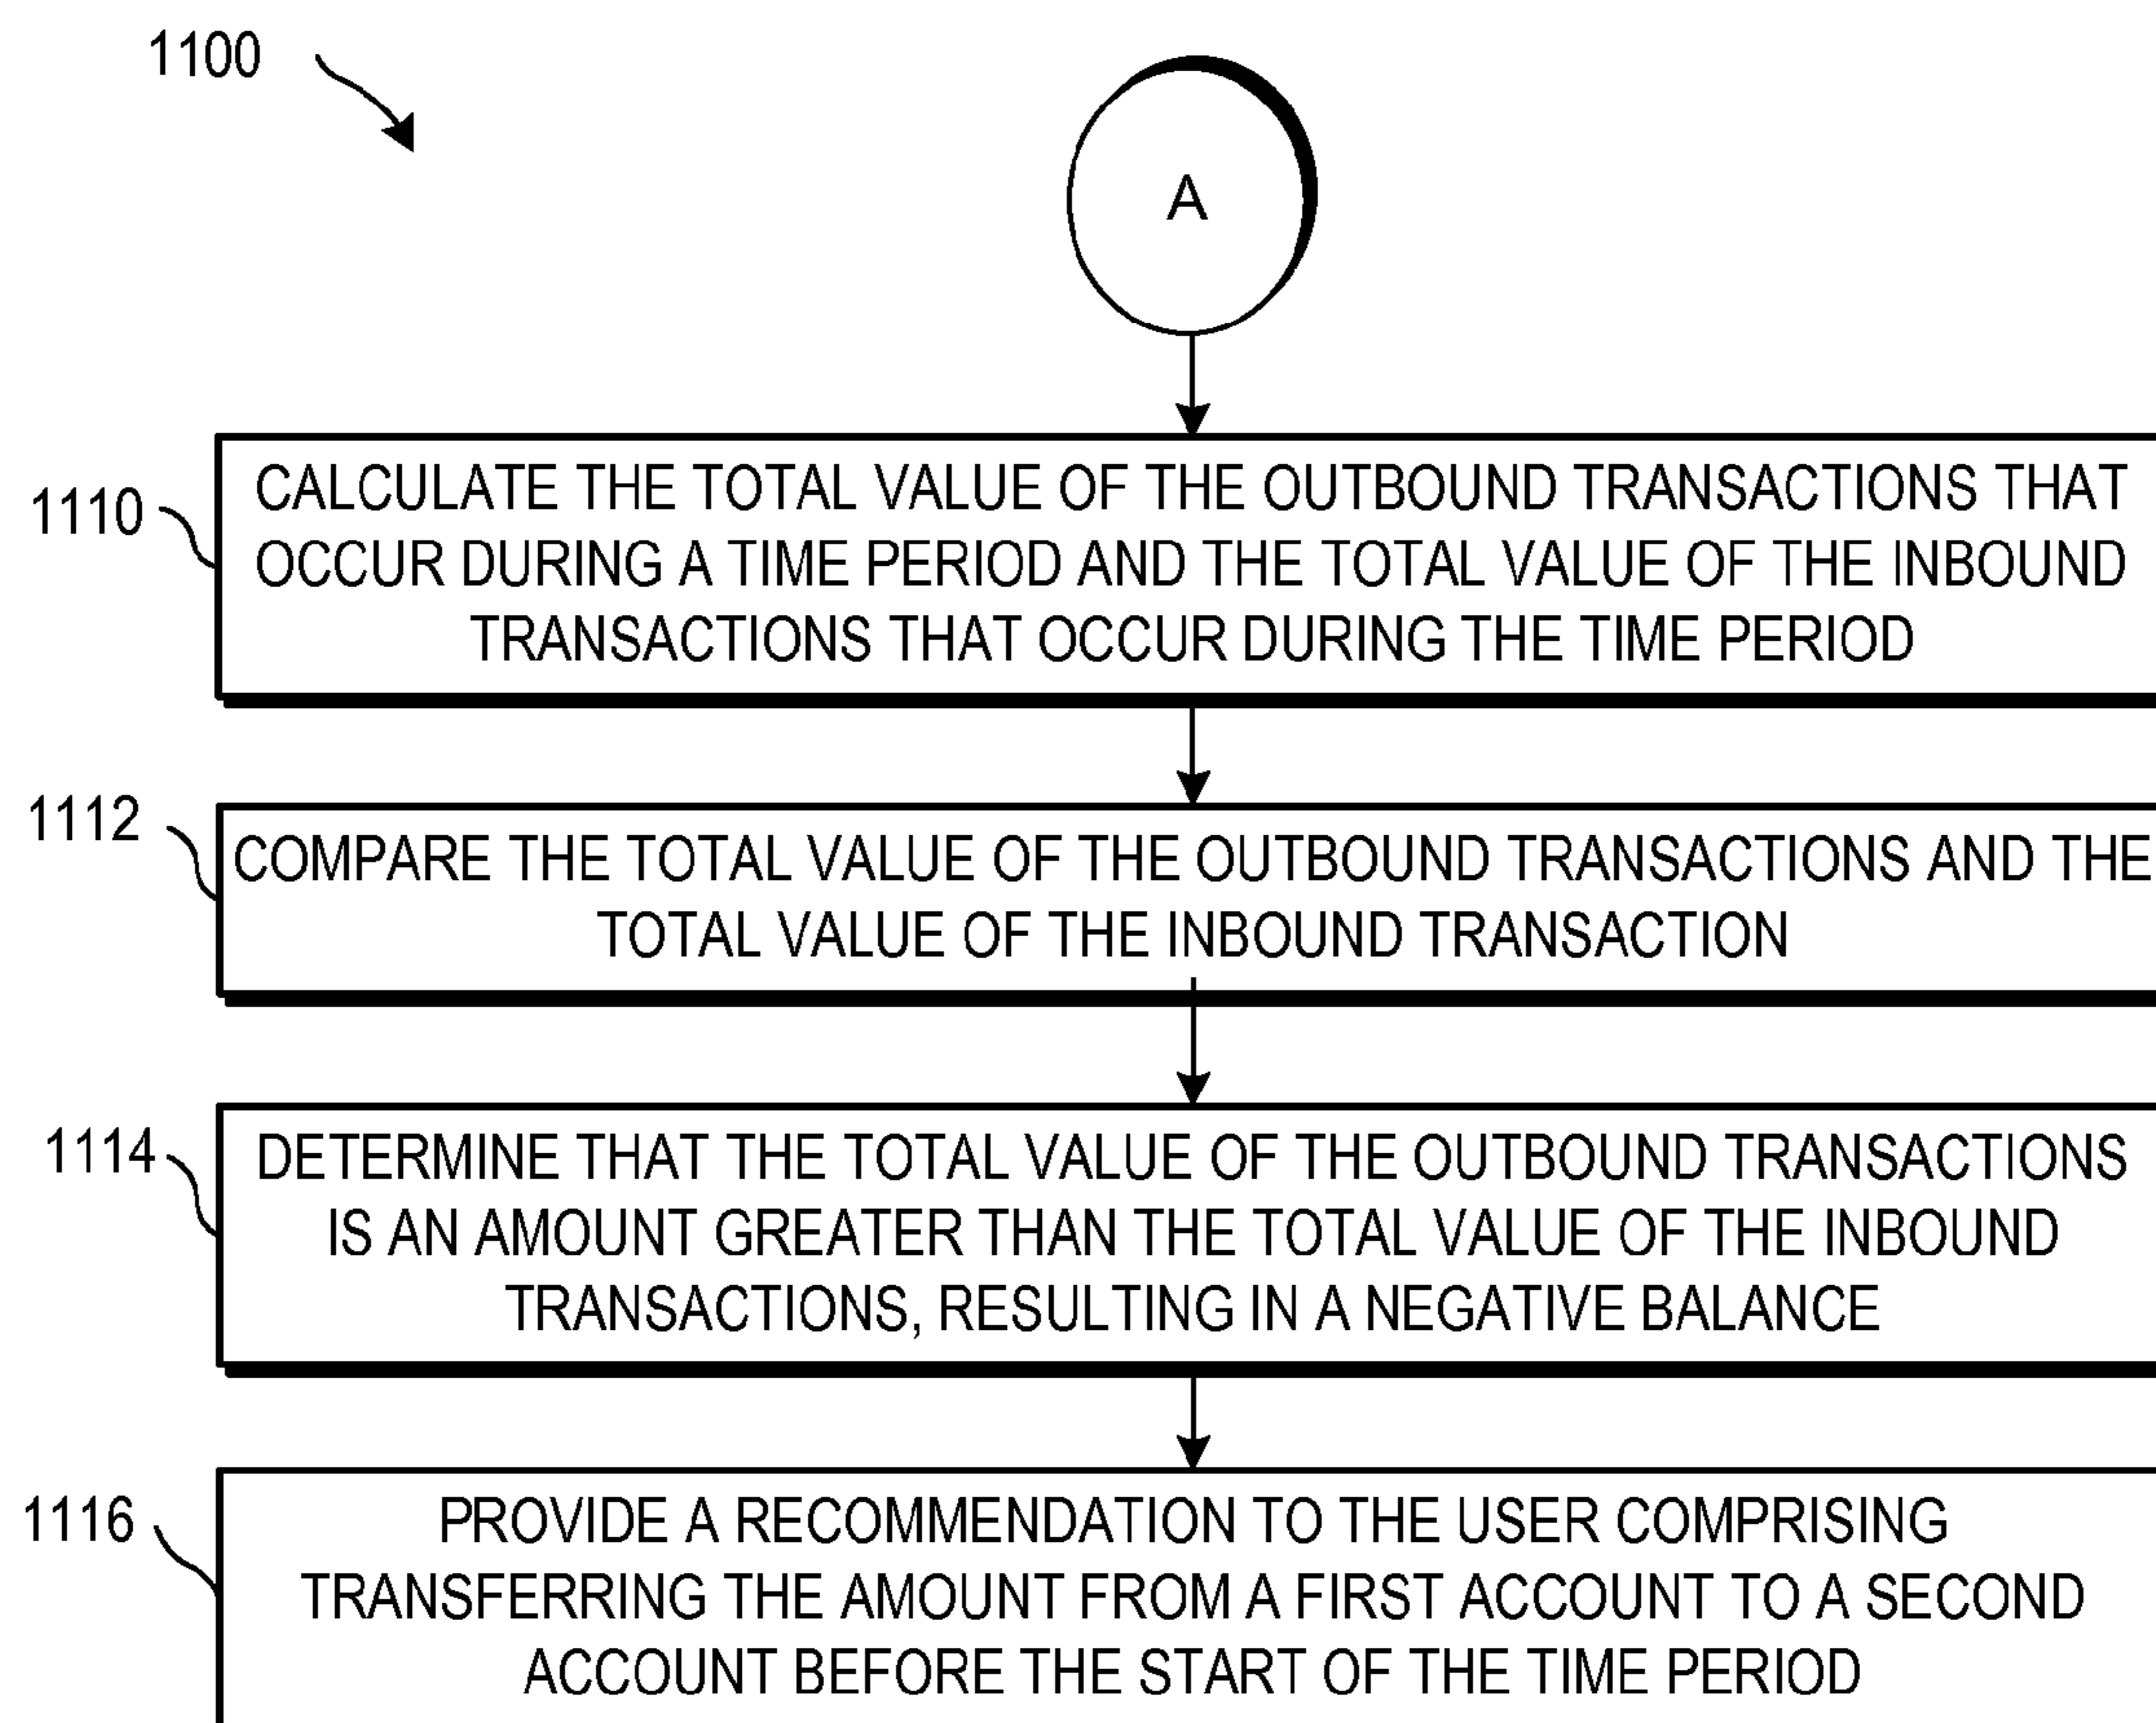 1100
A
1110
CALCULATE THE TOTAL VALUE OF THE OUTBOUND TRANSACTIONS THAT
OCCUR DURING A TIME PERIOD AND THE TOTAL VALUE OF THE INBOUND
TRANSACTIONS THAT OCCUR DURING THE TIME PERIOD
1112
COMPARE THE TOTAL VALUE OF THE OUTBOUND TRANSACTIONS AND THE
TOTAL VALUE OF THE INBOUND TRANSACTION
1114
DETERMINE THAT THE TOTAL VALUE OF THE OUTBOUND TRANSACTIONS
IS AN AMOUNT GREATER THAN THE TOTAL VALUE OF THE INBOUND
TRANSACTIONS, RESULTING IN A NEGATIVE BALANCE
1116
PROVIDE A RECOMMENDATION TO THE USER COMPRISING
TRANSFERRING THE AMOUNT FROM A FIRST ACCOUNT TO A SECOND
ACCOUNT BEFORE THE START OF THE TIME PERIOD